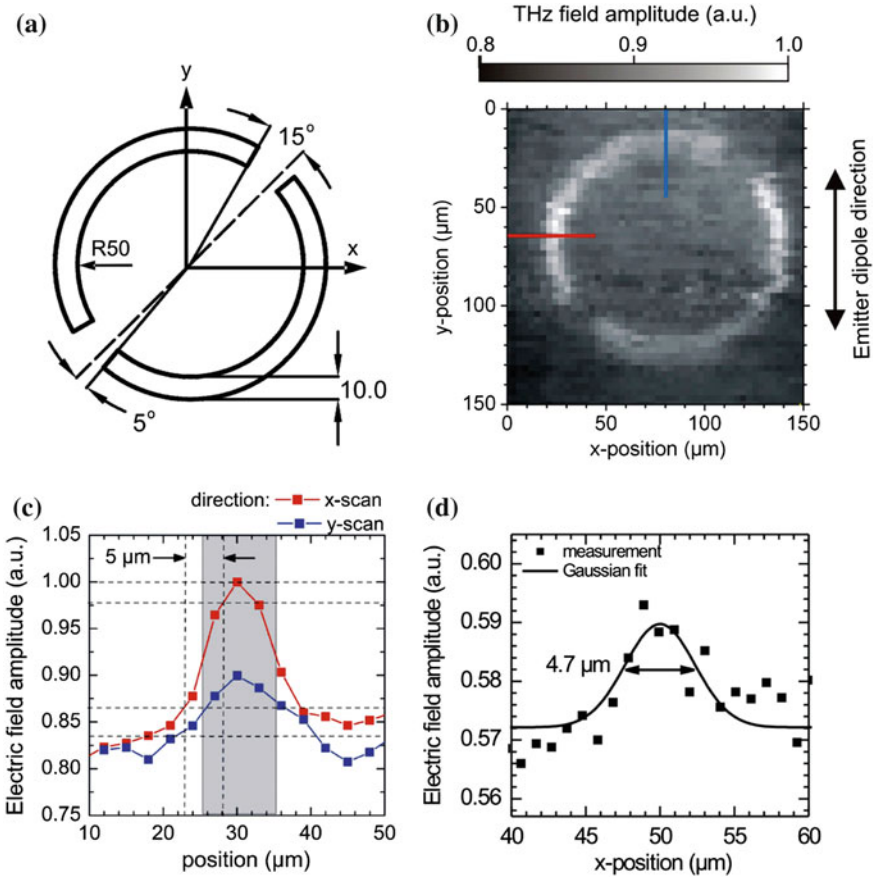 (a)
y
15°
R50
x
10.0
5°
THz field amplitude (a.u.)
0.8 0.9 1.0
(b)
0
50
100
150
y-position (µm)
0 50 100 150
x-position (µm)
Emitter dipole direction
(c)
direction: x-scan
y-scan
1.05
1.00
0.95
0.90
0.85
0.80
0.75
Electric field amplitude (a.u.)
5 µm
10 20 30 40 50
position (µm)
(d)
0.60
0.59
0.58
0.57
0.56
Electric field amplitude (a.u.)
measurement
Gaussian fit
4.7 µm
40 45 50 55 60
x-position (µm)